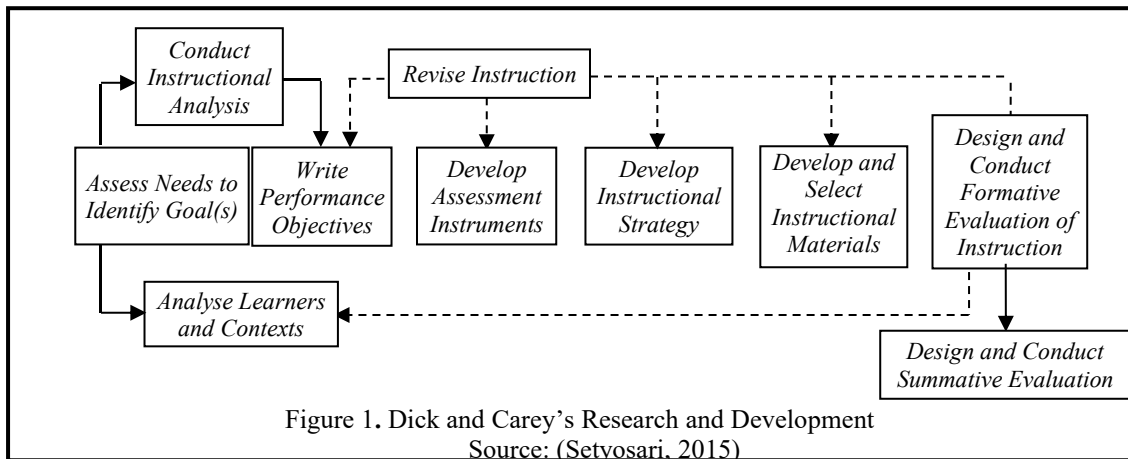 Conduct
Instructional
Analysis
Revise Instruction
Assess Needs to
Identify Goal(s)
Write
Performance
Objectives
Develop
Assessment
Instruments
Develop
Instructional
Strategy
Develop and
Select
Instructional
Materials
Design and
Conduct
Formative
Evaluation of
Instruction
Analyse Learners
and Contexts
Design and Conduct
Summative Evaluation
Figure 1. Dick and Carey's Research and Development
Source: (Setyosari, 2015)